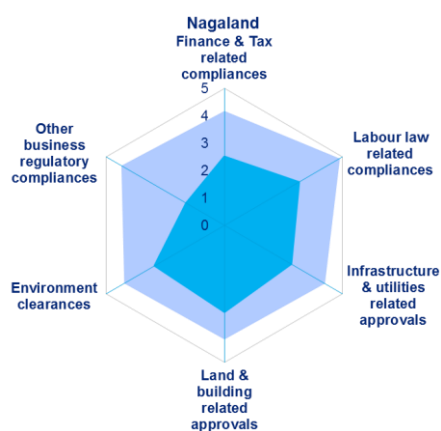 Nagaland
Finance & Tax
related
compliances
5
4
3
2
1
0
Labour law
related
compliances
Infrastructure
& utilities
related
approvals
Land &
building
related
approvals
Environment
clearances
Other
business
regulatory
compliances